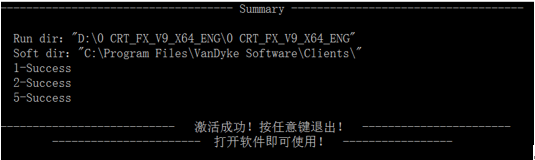 ---------------------------------- Summary ----------------------------------
Run dir: "D:\0 CRT_FX_V9_X64_ENG\0 CRT_FX_V9_X64_ENG"
Soft dir: "C:\Program Files\VanDyke Software\Clients\"
1-Success
2-Success
5-Success
------------------------- 激活成功！按任意键退出！ ---------------------
--------------------- 打开软件即可使用！ ----------------